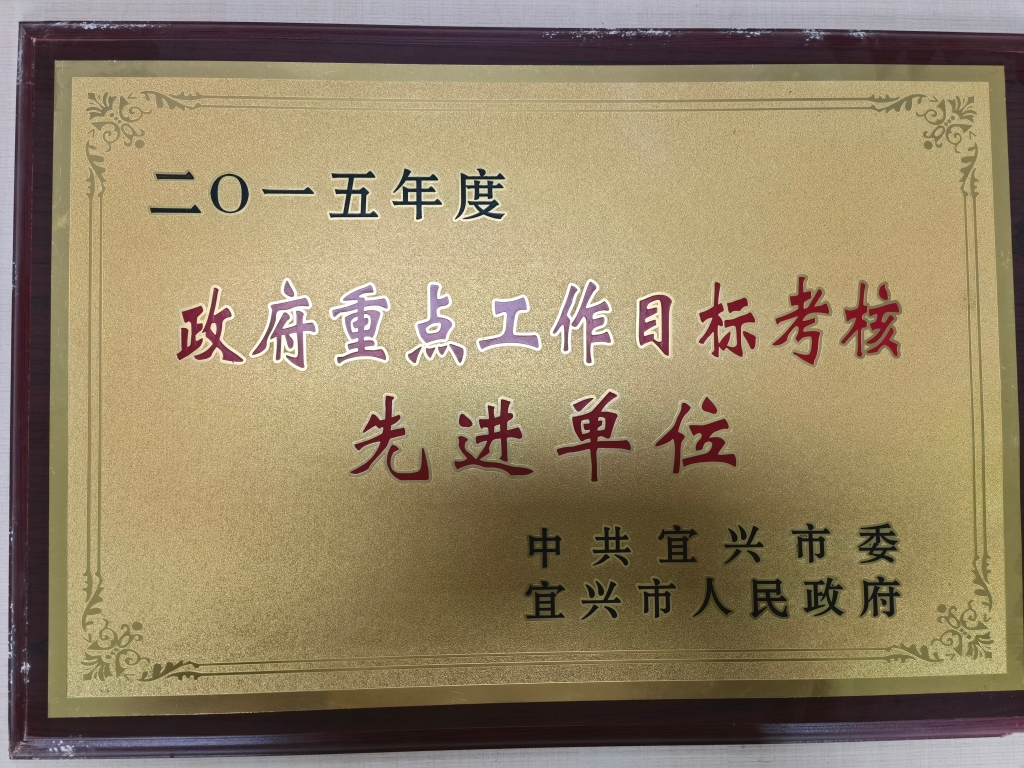 二〇一五年度
政府重点工作目标考核
先进单位
中共宜兴市委
宜兴市人民政府